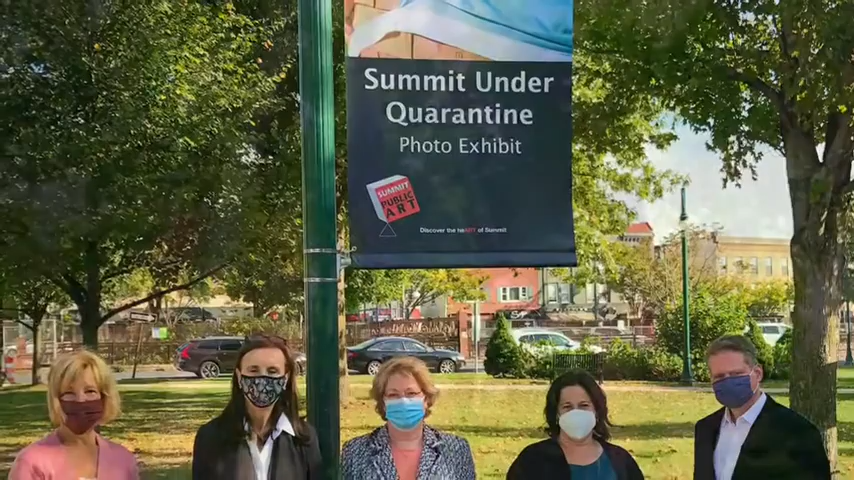 Summit Under
Quarantine
Photo Exhibit
SUMMIT
PUBLIC
ART
Discover the heART of Summit